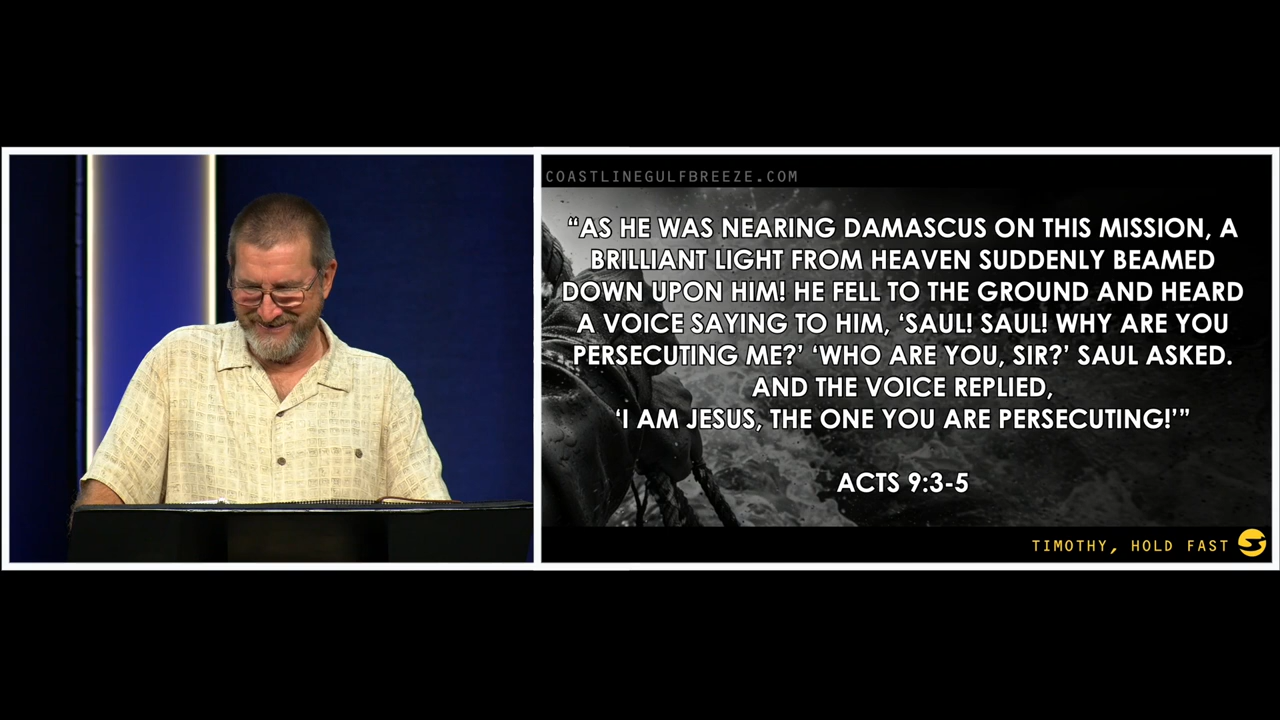 COASTLINEGULFBREEZE.COM
“AS HE WAS NEARING DAMASCUS ON THIS MISSION, A
BRILLIANT LIGHT FROM HEAVEN SUDDENLY BEAMED
DOWN UPON HIM! HE FELL TO THE GROUND AND HEARD
A VOICE SAYING TO HIM, ‘SAUL! SAUL! WHY ARE YOU
PERSECUTING ME?’ ‘WHO ARE YOU, SIR?’ SAUL ASKED.
AND THE VOICE REPLIED,
‘I AM JESUS, THE ONE YOU ARE PERSECUTING!’”
ACTS 9:3-5
TIMOTHY, HOLD FAST